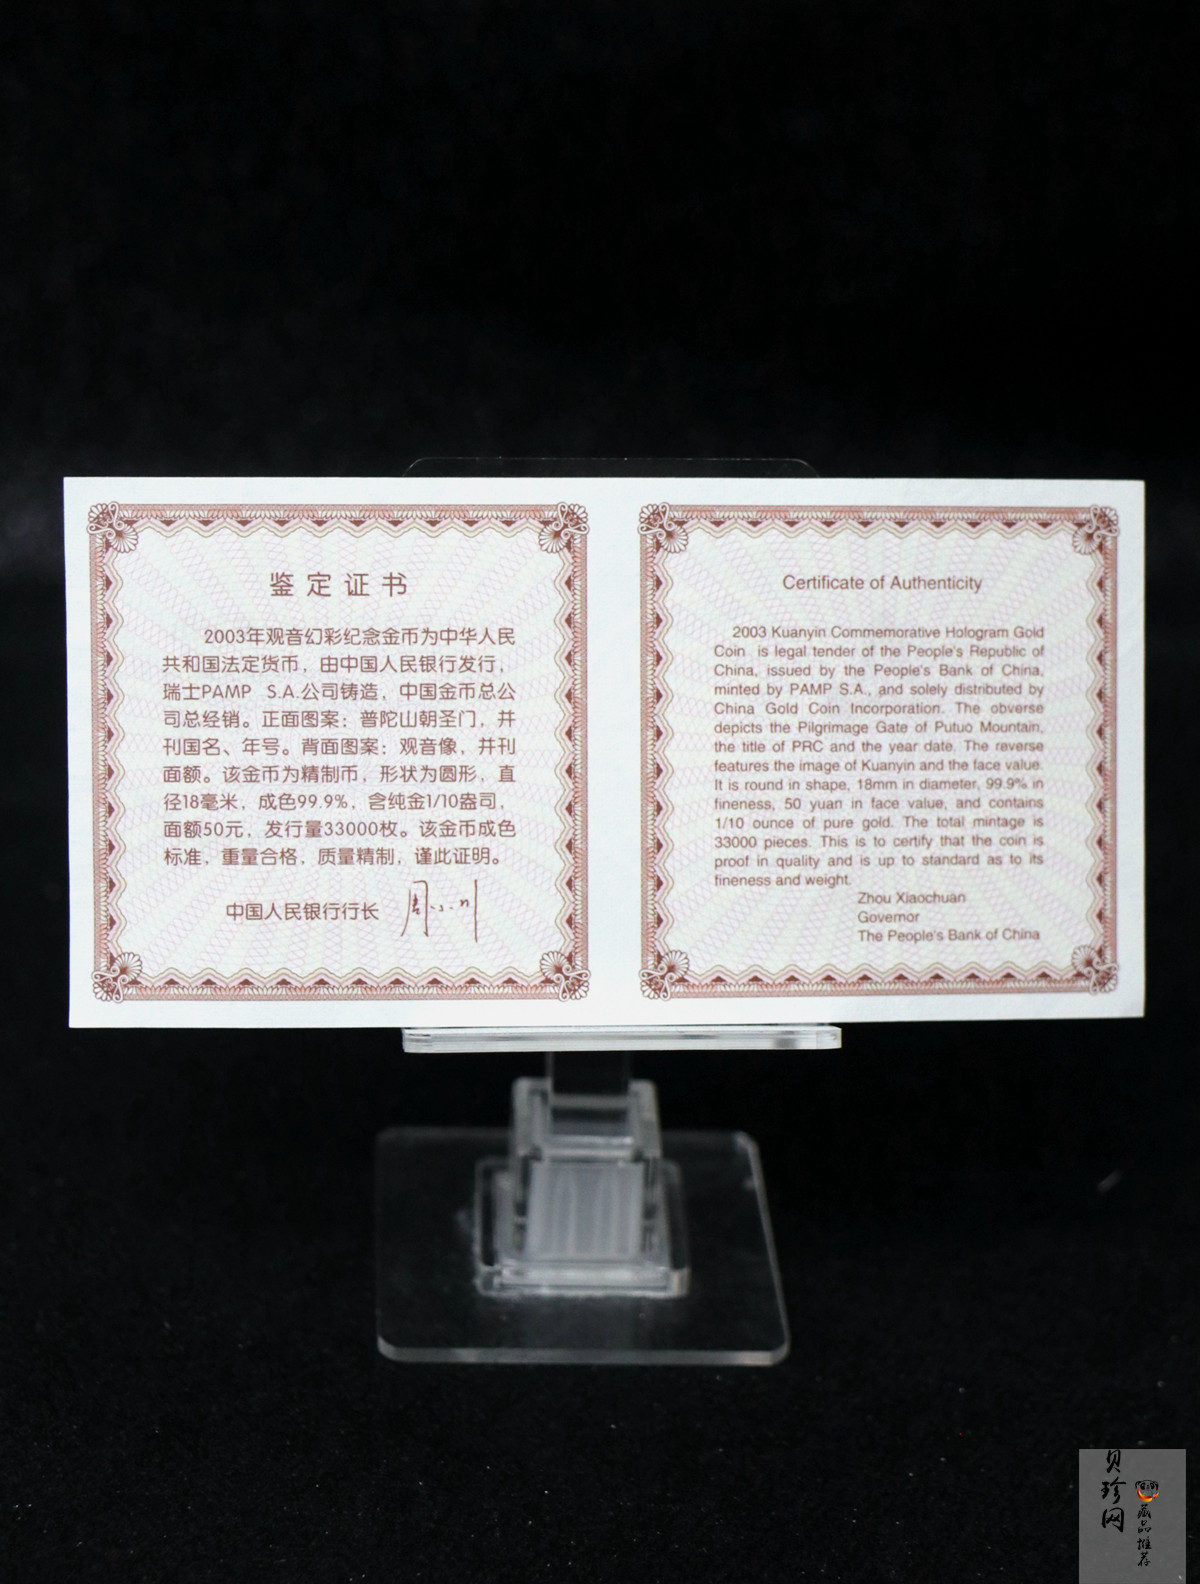 鉴定证书
2003年观音幻彩纪念金币为中华人民
共和国法定货币，由中国人民银行发行，
瑞士PAMP S.A.公司铸造，中国金币总公
司总经销。正面图案：普陀山朝圣门，并
刊国名、年号。背面图案：观音像，并刊
面额。该金币为精制币，形状为圆形，直
径18毫米，成色99.9%，含纯金1/10盎司，
面额50元，发行量33000枚。该金币成色
标准，重量合格，质量精制，谨此证明。
中国人民银行行长 周小川
Certificate of Authenticity
2003 Kuanyin Commemorative Hologram Gold
Coin is legal tender of the People's Republic of
China, issued by the People's Bank of China,
minted by PAMP S.A., and solely distributed by
China Gold Coin Incorporation. The obverse
depicts the Pilgrimage Gate of Putuo Mountain,
the title of PRC and the year date. The reverse
features the image of Kuanyin and the face value.
It is round in shape, 18mm in diameter, 99.9% in
fineness, 50 yuan in face value, and contains
1/10 ounce of pure gold. The total mintage is
33000 pieces. This is to certify that the coin is
proof in quality and is up to standard as to its
fineness and weight.
Zhou Xiaochuan
Governor
The People's Bank of China
贝珍网
藏品推荐